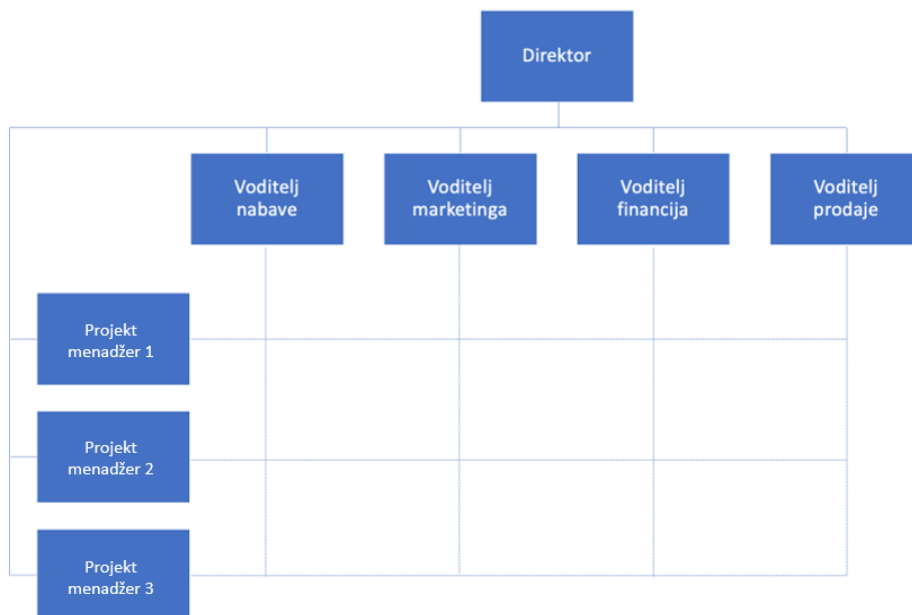 Direktor
Voditelj
nabave
Voditelj
marketinga
Voditelj
financija
Voditelj
prodaje
Projekt
menadžer 1
Projekt
menadžer 2
Projekt
menadžer 3